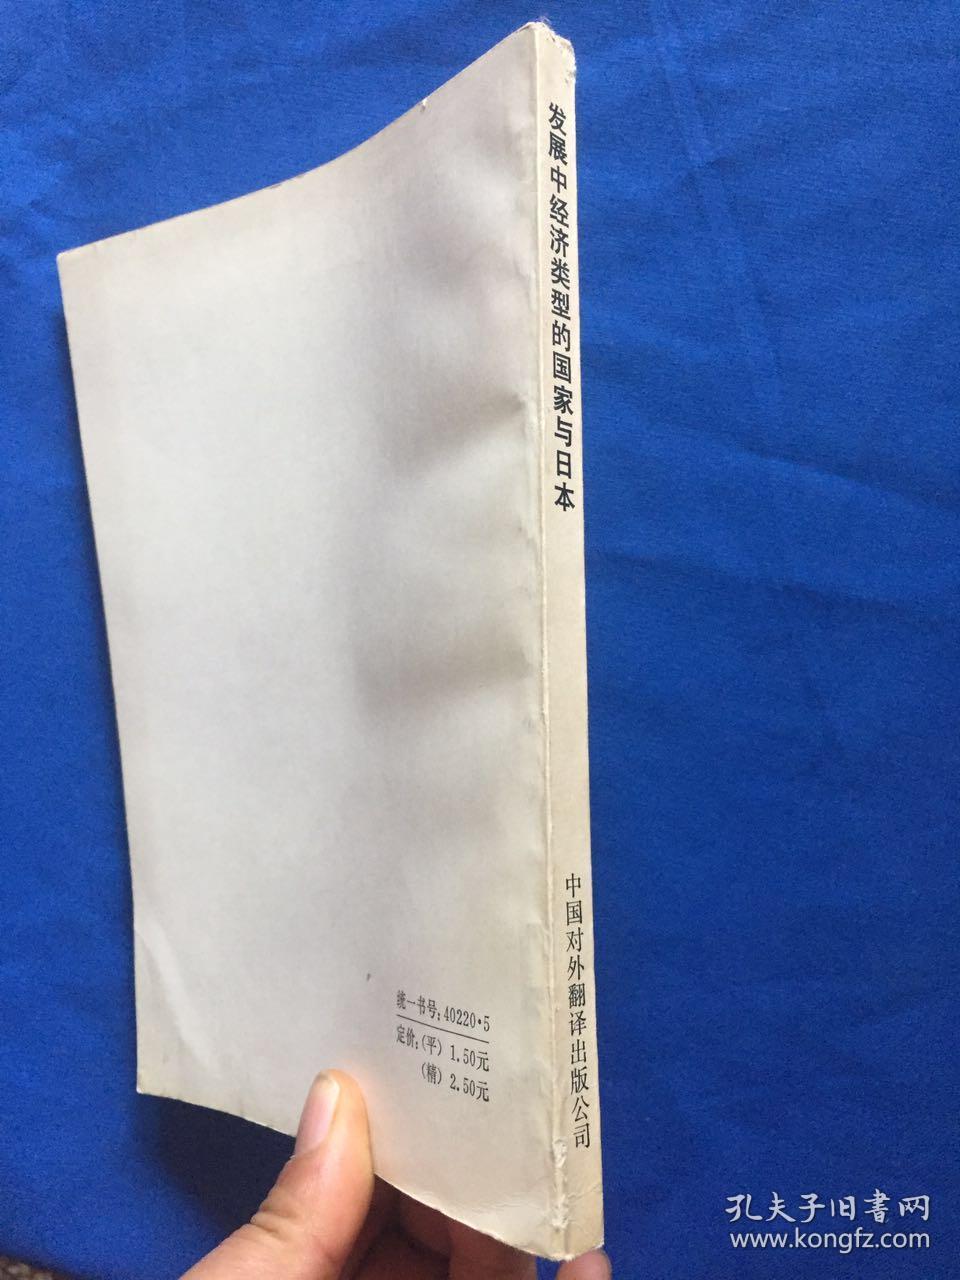 发展中经济类型的国家与日本
中国对外翻译出版公司
统一书号：40220·5
定价：（平）1.50元
（精）2.50元
孔夫子旧書网
www.kongfz.com